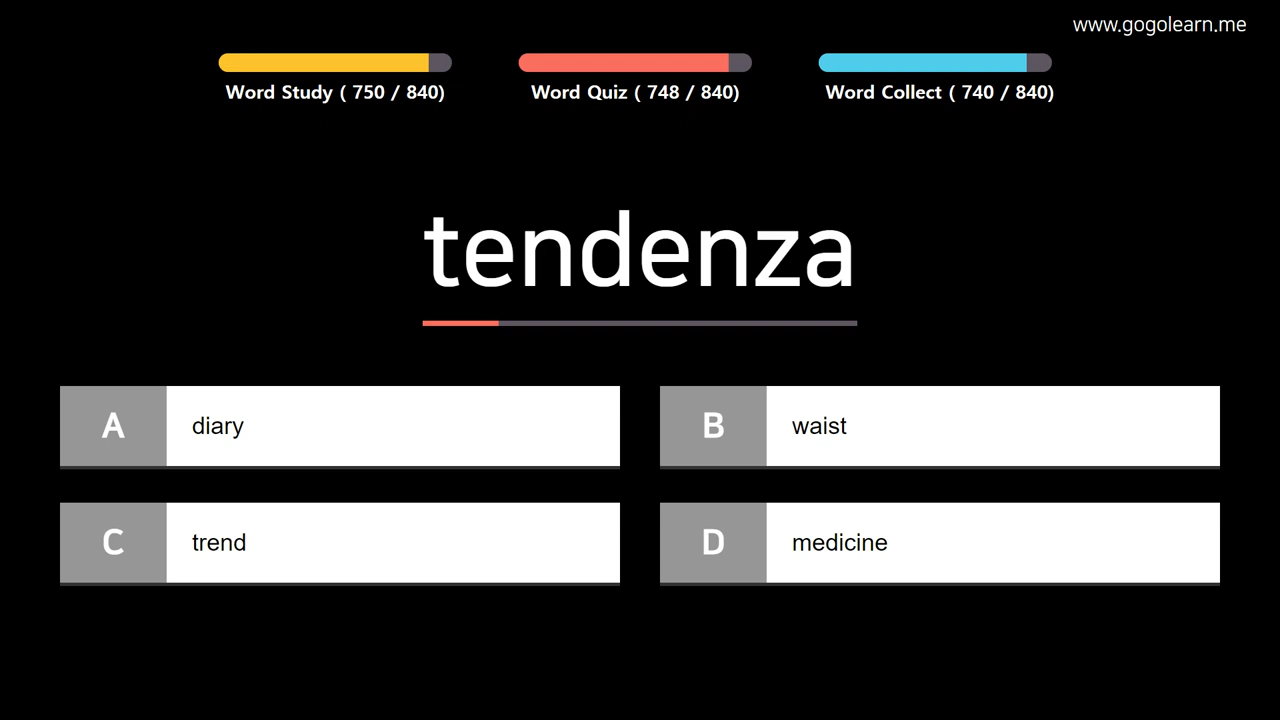 www.gogolearn.me
Word Study ( 750 / 840)
Word Quiz ( 748 / 840)
Word Collect ( 740 / 840)
tendenza
A diary
B waist
C trend
D medicine